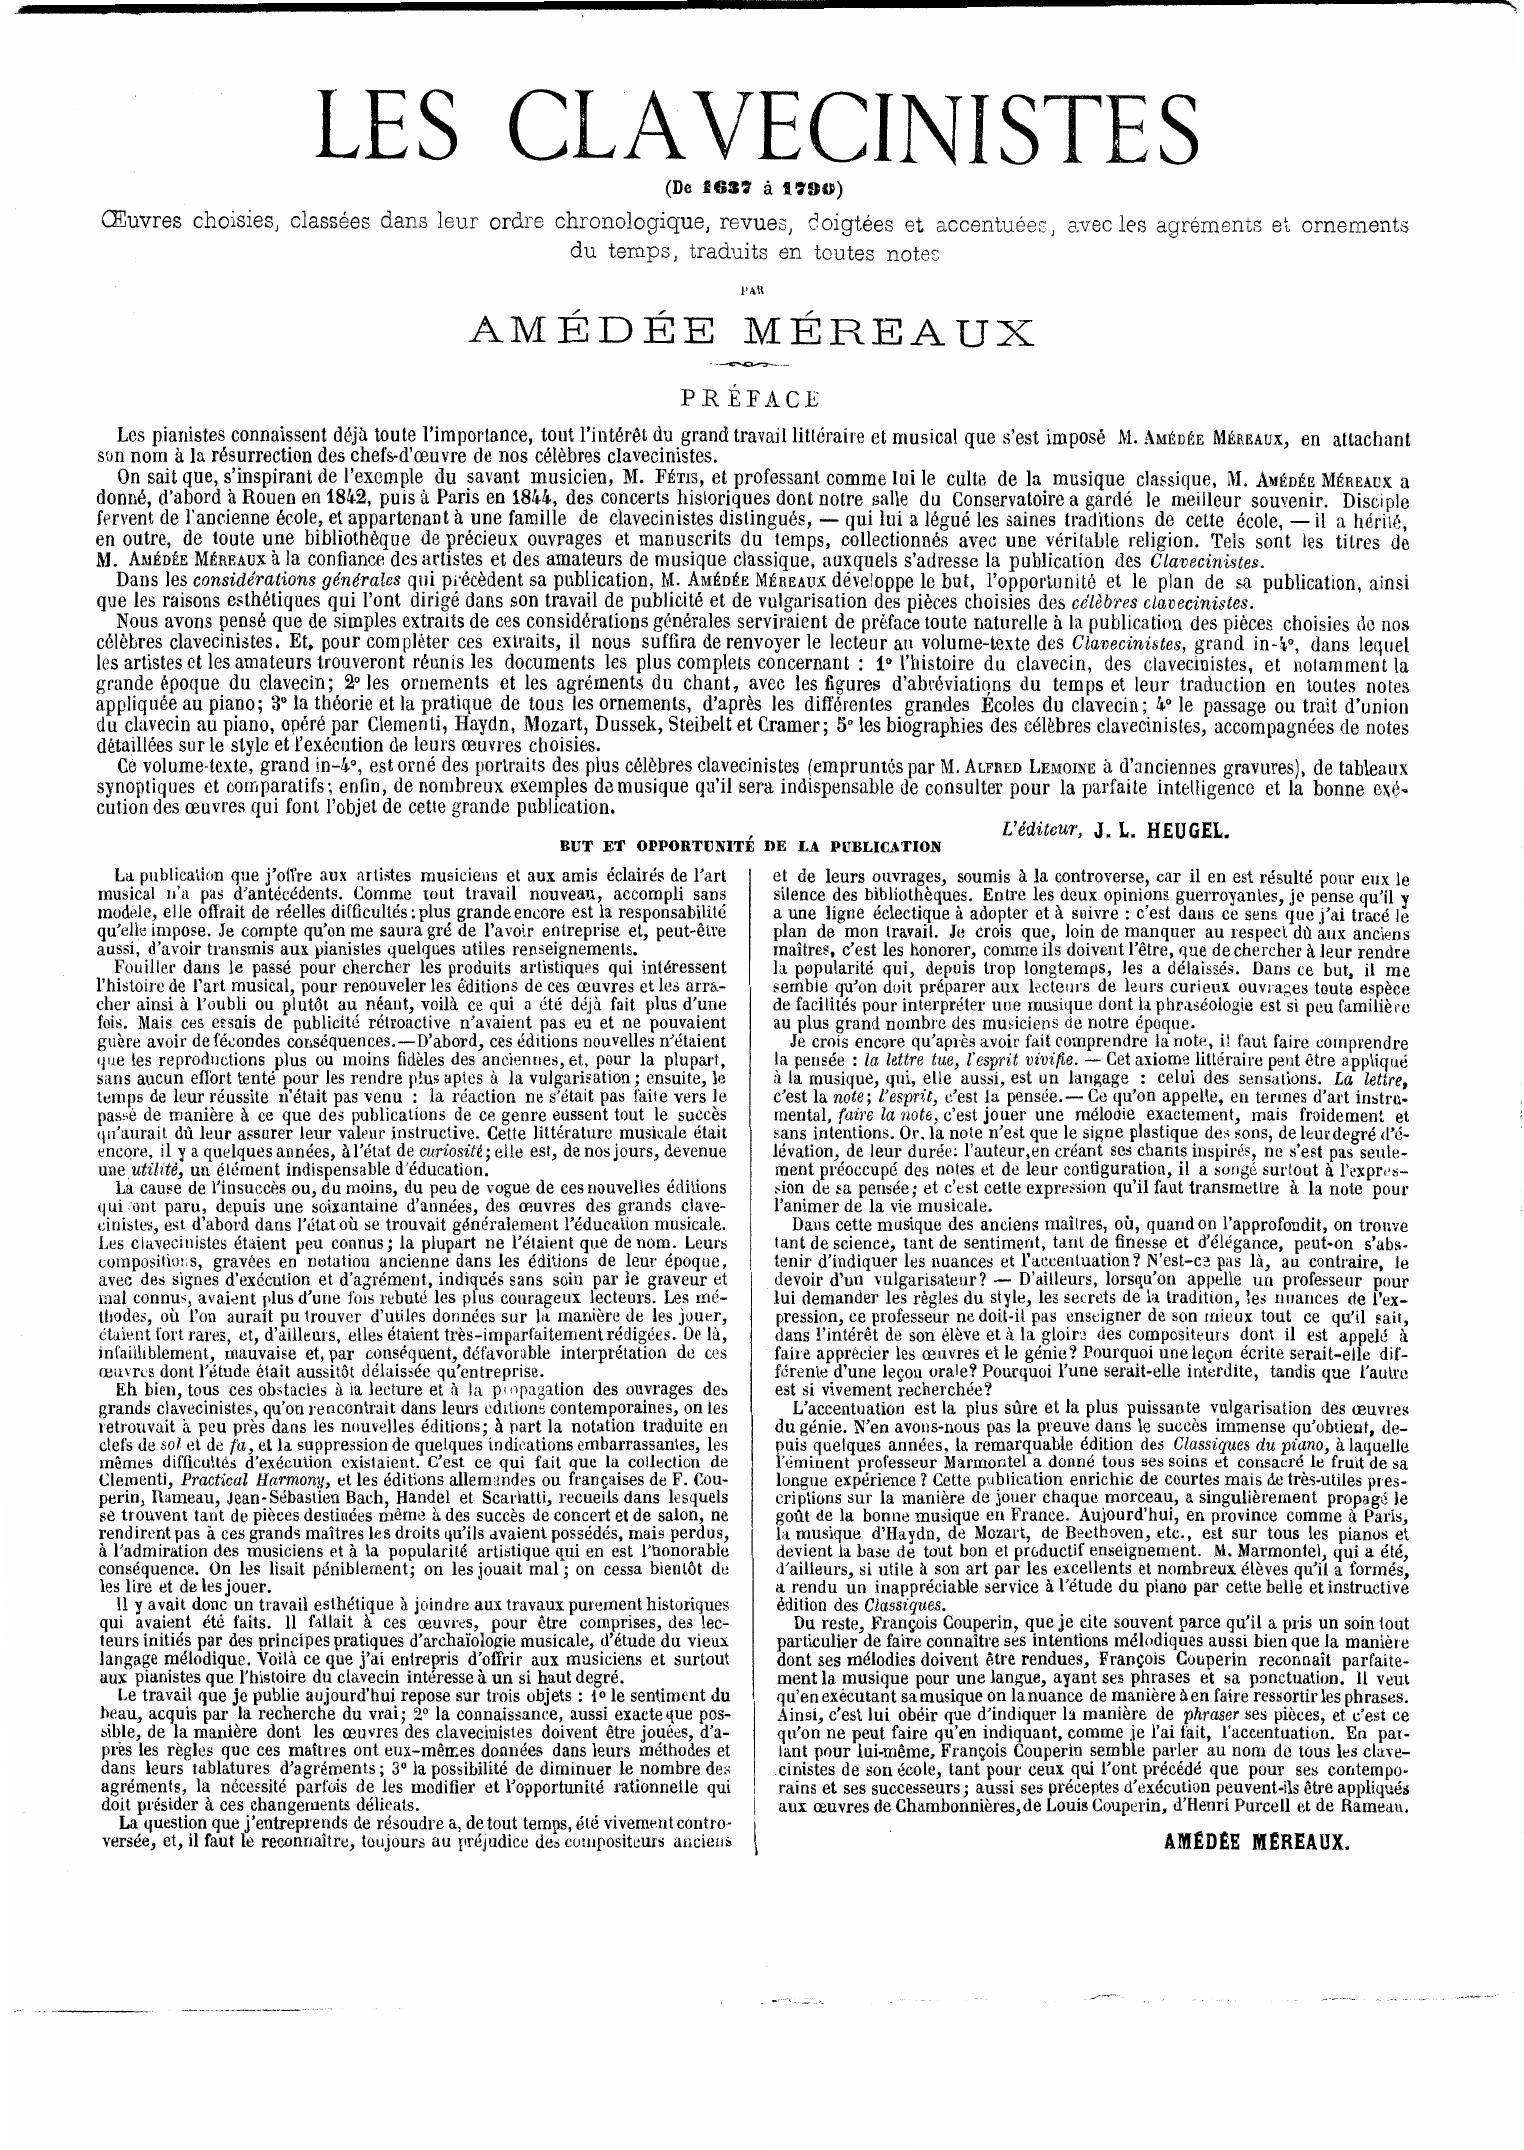 LES CLAVECINISTES
(De 1637 à 1790)
Œuvres choisies, classées dans leur ordre chronologique, revues, doigtées et accentuées, avec les agréments et ornements
du temps, traduits en toutes notes
PAR
AMÉDÉE MÉREAUX
PRÉFACE
Les pianistes connaissent déjà toute l'importance, tout l'intérêt du grand travail littéraire et musical que s'est imposé M. AMÉDÉE MÉREAUX, en attachant
son nom à la résurrection des chefs-d'œuvre de nos célèbres clavecinistes.
On sait que, s'inspirant de l'exemple du savant musicien, M. FÉTIS, et professant comme lui le culte de la musique classique, M. AMÉDÉE MÉREAUX a
donné, d'abord à Rouen en 1842, puis à Paris en 1844, des concerts historiques dont notre salle du Conservatoire a gardé le meilleur souvenir. Disciple
fervent de l'ancienne école, et appartenant à une famille de clavecinistes distingués, — qui lui a légué les saines traditions de cette école, — il a hérité,
en outre, de toute une bibliothèque de précieux ouvrages et manuscrits du temps, collectionnés avec une véritable religion. Tels sont les titres de
M. AMÉDÉE MÉREAUX à la confiance des artistes et des amateurs de musique classique, auxquels s'adresse la publication des Clavecinistes.
Dans les considérations générales qui précèdent sa publication, M. AMÉDÉE MÉREAUX développe le but, l'opportunité et le plan de sa publication, ainsi
que les raisons esthétiques qui l'ont dirigé dans son travail de publicité et de vulgarisation des pièces choisies des célèbres clavecinistes.
Nous avons pensé que de simples extraits de ces considérations générales serviraient de préface toute naturelle à la publication des pièces choisies de nos
célèbres clavecinistes. Et, pour compléter ces extraits, il nous suffira de renvoyer le lecteur au volume-texte des Clavecinistes, grand in-4°, dans lequel
les artistes et les amateurs trouveront réunis les documents les plus complets concernant : 1° l'histoire du clavecin, des clavecinistes, et notamment la
grande époque du clavecin; 2° les ornements et les agréments du chant, avec les figures d'abréviations du temps et leur traduction en toutes notes
appliquée au piano; 3° la théorie et la pratique de tous les ornements, d'après les différentes grandes Écoles du clavecin; 4° le passage ou trait d'union
du clavecin au piano, opéré par Clementi, Haydn, Mozart, Dussek, Steibelt et Cramer; 5° les biographies des célèbres clavecinistes, accompagnées de notes
détaillées sur le style et l'exécution de leurs œuvres choisies.
Ce volume-texte, grand in-4°, est orné des portraits des plus célèbres clavecinistes (empruntés par M. ALFRED LEMOINE à d'anciennes gravures), de tableaux
synoptiques et comparatifs; enfin, de nombreux exemples de musique qu'il sera indispensable de consulter pour la parfaite intelligence et la bonne exé-
cution des œuvres qui font l'objet de cette grande publication.
L'éditeur, J. L. HEUGEL.
BUT ET OPPORTUNITÉ DE LA PUBLICATION
La publication que j'offre aux artistes musiciens et aux amis éclairés de l'art
musical n'a pas d'antécédents. Comme tout travail nouveau, accompli sans
modèle, elle offrait de réelles difficultés : plus grande encore est la responsabilité
qu'elle impose. Je compte qu'on me saura gré de l'avoir entreprise et, peut-être
aussi, d'avoir transmis aux pianistes quelques utiles renseignements.
Fouiller dans le passé pour chercher les produits artistiques qui intéressent
l'histoire de l'art musical, pour renouveler les éditions de ces œuvres et les arra-
cher ainsi à l'oubli ou plutôt au néant, voilà ce qui a été déjà fait plus d'une
fois. Mais ces essais de publicité rétroactive n'avaient pas eu et ne pouvaient
guère avoir de fécondes conséquences.—D'abord, ces éditions nouvelles n'étaient
que les reproductions plus ou moins fidèles des anciennes, et, pour la plupart,
sans aucun effort tenté pour les rendre plus aptes à la vulgarisation; ensuite, le
temps de leur réussite n'était pas venu : la réaction ne s'était pas faite vers le
passé de manière à ce que des publications de ce genre eussent tout le succès
qu'aurait dû leur assurer leur valeur instructive. Cette littérature musicale était
encore, il y a quelques années, à l'état de curiosité; elle est, de nos jours, devenue
une utilité, un élément indispensable d'éducation.
La cause de l'insuccès ou, du moins, du peu de vogue de ces nouvelles éditions
qui ont paru, depuis une soixantaine d'années, des œuvres des grands clave-
cinistes, est d'abord dans l'état où se trouvait généralement l'éducation musicale.
Les clavecinistes étaient peu connus; la plupart ne l'étaient que de nom. Leurs
compositions, gravées en notation ancienne dans les éditions de leur époque,
avec des signes d'exécution et d'agrément, indiqués sans soin par le graveur et
mal connus, avaient plus d'une fois rebuté les plus courageux lecteurs. Les mé-
thodes, où l'on aurait pu trouver d'utiles données sur la manière de les jouer,
étaient fort rares, et, d'ailleurs, elles étaient très-imparfaitement rédigées. De là,
infailliblement, mauvaise et, par conséquent, défavorable interprétation de ces
œuvres dont l'étude était aussitôt délaissée qu'entreprise.
Eh bien, tous ces obstacles à la lecture et à la propagation des ouvrages des
grands clavecinistes, qu'on rencontrait dans leurs éditions contemporaines, on les
retrouvait à peu près dans les nouvelles éditions; à part la notation traduite en
clefs de sol et de fa, et la suppression de quelques indications embarrassantes, les
mêmes difficultés d'exécution existaient. C'est ce qui fait que la collection de
Clementi, Practical Harmony, et les éditions allemandes ou françaises de F. Cou-
perin, Rameau, Jean-Sébastien Bach, Handel et Scarlatti, recueils dans lesquels
se trouvent tant de pièces destinées même à des succès de concert et de salon, ne
rendirent pas à ces grands maîtres les droits qu'ils avaient possédés, mais perdus,
à l'admiration des musiciens et à la popularité artistique qui en est l'honorable
conséquence. On les lisait péniblement; on les jouait mal; on cessa bientôt de
les lire et de les jouer.
Il y avait donc un travail esthétique à joindre aux travaux purement historiques
qui avaient été faits. Il fallait à ces œuvres, pour être comprises, des lec-
teurs initiés par des principes pratiques d'archaïologie musicale, d'étude du vieux
langage mélodique. Voilà ce que j'ai entrepris d'offrir aux musiciens et surtout
aux pianistes que l'histoire du clavecin intéresse à un si haut degré.
Le travail que je publie aujourd'hui repose sur trois objets : 1° le sentiment du
beau, acquis par la recherche du vrai; 2° la connaissance, aussi exacte que pos-
sible, de la manière dont les œuvres des clavecinistes doivent être jouées, d'a-
près les règles que ces maîtres ont eux-mêmes données dans leurs méthodes et
dans leurs tablatures d'agréments; 3° la possibilité de diminuer le nombre des
agréments, la nécessité parfois de les modifier et l'opportunité rationnelle qui
doit présider à ces changements délicats.
La question que j'entreprends de résoudre a, de tout temps, été vivement contro-
versée, et, il faut le reconnaître, toujours au préjudice des compositeurs anciens
et de leurs ouvrages, soumis à la controverse, car il en est résulté pour eux le
silence des bibliothèques. Entre les deux opinions guerroyantes, je pense qu'il y
a une ligne éclectique à adopter et à suivre : c'est dans ce sens que j'ai tracé le
plan de mon travail. Je crois que, loin de manquer au respect dû aux anciens
maîtres, c'est les honorer, comme ils doivent l'être, que de chercher à leur rendre
la popularité qui, depuis trop longtemps, les a délaissés. Dans ce but, il me
semble qu'on doit préparer aux lecteurs de leurs curieux ouvrages toute espèce
de facilités pour interpréter une musique dont la phraséologie est si peu familière
au plus grand nombre des musiciens de notre époque.
Je crois encore qu'après avoir fait comprendre la note, il faut faire comprendre
la pensée : la lettre tue, l'esprit vivifie. — Cet axiome littéraire peut être appliqué
à la musique, qui, elle aussi, est un langage : celui des sensations. La lettre,
c'est la note; l'esprit, c'est la pensée.— Ce qu'on appelle, en termes d'art instru-
mental, faire la note, c'est jouer une mélodie exactement, mais froidement et
sans intentions. Or, la note n'est que le signe plastique des sons, de leur degré d'é-
lévation, de leur durée: l'auteur, en créant ses chants inspirés, ne s'est pas seule-
ment préoccupé des notes et de leur configuration, il a songé surtout à l'expres-
sion de sa pensée; et c'est cette expression qu'il faut transmettre à la note pour
l'animer de la vie musicale.
Dans cette musique des anciens maîtres, où, quand on l'approfondit, on trouve
tant de science, tant de sentiment, tant de finesse et d'élégance, peut-on s'abs-
tenir d'indiquer les nuances et l'accentuation? N'est-ce pas là, au contraire, le
devoir d'un vulgarisateur? — D'ailleurs, lorsqu'on appelle un professeur pour
lui demander les règles du style, les secrets de la tradition, les nuances de l'ex-
pression, ce professeur ne doit-il pas enseigner de son mieux tout ce qu'il sait,
dans l'intérêt de son élève et à la gloire des compositeurs dont il est appelé à
faire apprécier les œuvres et le génie? Pourquoi une leçon écrite serait-elle dif-
férente d'une leçon orale? Pourquoi l'une serait-elle interdite, tandis que l'autre
est si vivement recherchée?
L'accentuation est la plus sûre et la plus puissante vulgarisation des œuvres
du génie. N'en avons-nous pas la preuve dans le succès immense qu'obtient, de-
puis quelques années, la remarquable édition des Classiques du piano, à laquelle
l'éminent professeur Marmontel a donné tous ses soins et consacré le fruit de sa
longue expérience? Cette publication enrichie de courtes mais de très-utiles pres-
criptions sur la manière de jouer chaque morceau, a singulièrement propagé le
goût de la bonne musique en France. Aujourd'hui, en province comme à Paris,
la musique d'Haydn, de Mozart, de Beethoven, etc., est sur tous les pianos et
devient la base de tout bon et productif enseignement. M. Marmontel, qui a été,
d'ailleurs, si utile à son art par les excellents et nombreux élèves qu'il a formés,
a rendu un inappréciable service à l'étude du piano par cette belle et instructive
édition des Classiques.
Du reste, François Couperin, que je cite souvent parce qu'il a pris un soin tout
particulier de faire connaître ses intentions mélodiques aussi bien que la manière
dont ses mélodies doivent être rendues, François Couperin reconnaît parfaite-
ment la musique pour une langue, ayant ses phrases et sa ponctuation. Il veut
qu'en exécutant sa musique on la nuance de manière à en faire ressortir les phrases.
Ainsi, c'est lui obéir que d'indiquer la manière de phraser ses pièces, et c'est ce
qu'on ne peut faire qu'en indiquant, comme je l'ai fait, l'accentuation. En par-
lant pour lui-même, François Couperin semble parler au nom de tous les clave-
cinistes de son école, tant pour ceux qui l'ont précédé que pour ses contempo-
rains et ses successeurs; aussi ses préceptes d'exécution peuvent-ils être appliqués
aux œuvres de Chambonnières, de Louis Couperin, d'Henri Purcell et de Rameau.
AMÉDÉE MÉREAUX.